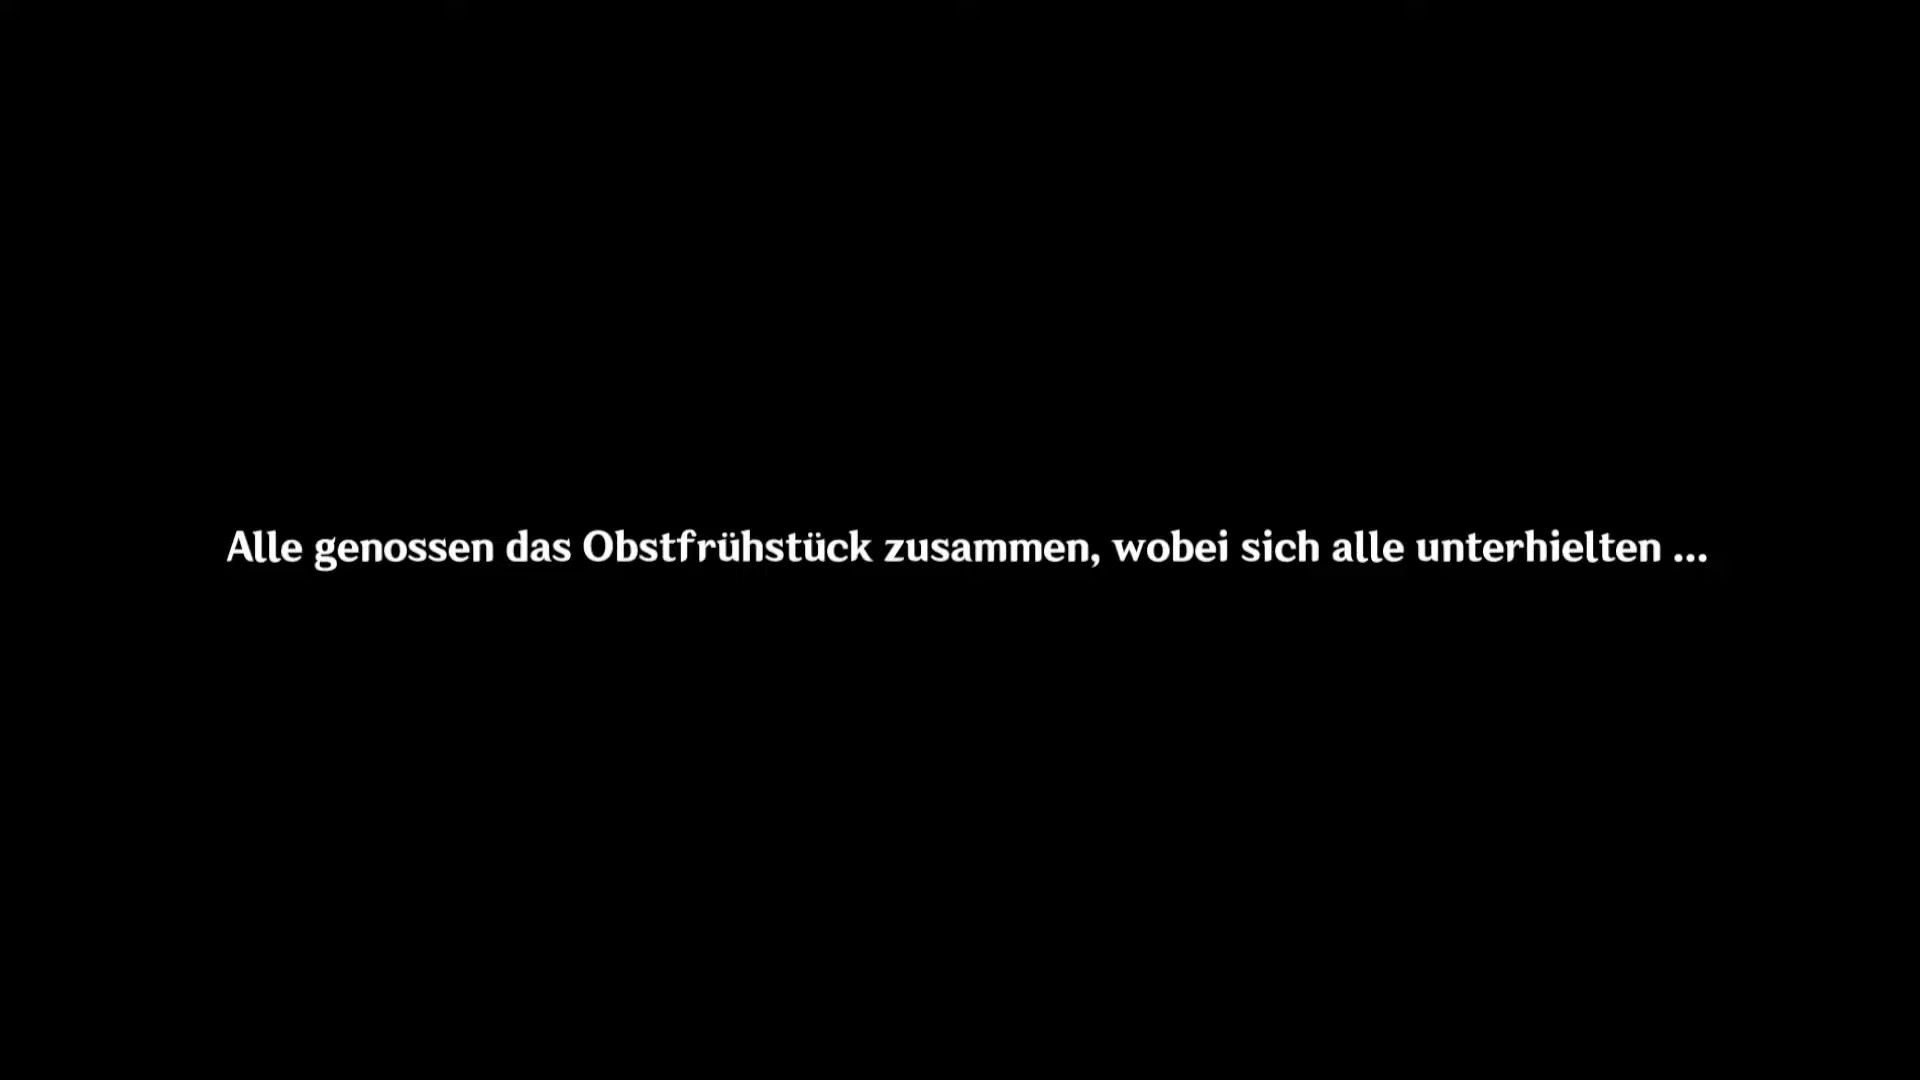 Alle genossen das Obstfrühstück zusammen, wobei sich alle unterhielten ...